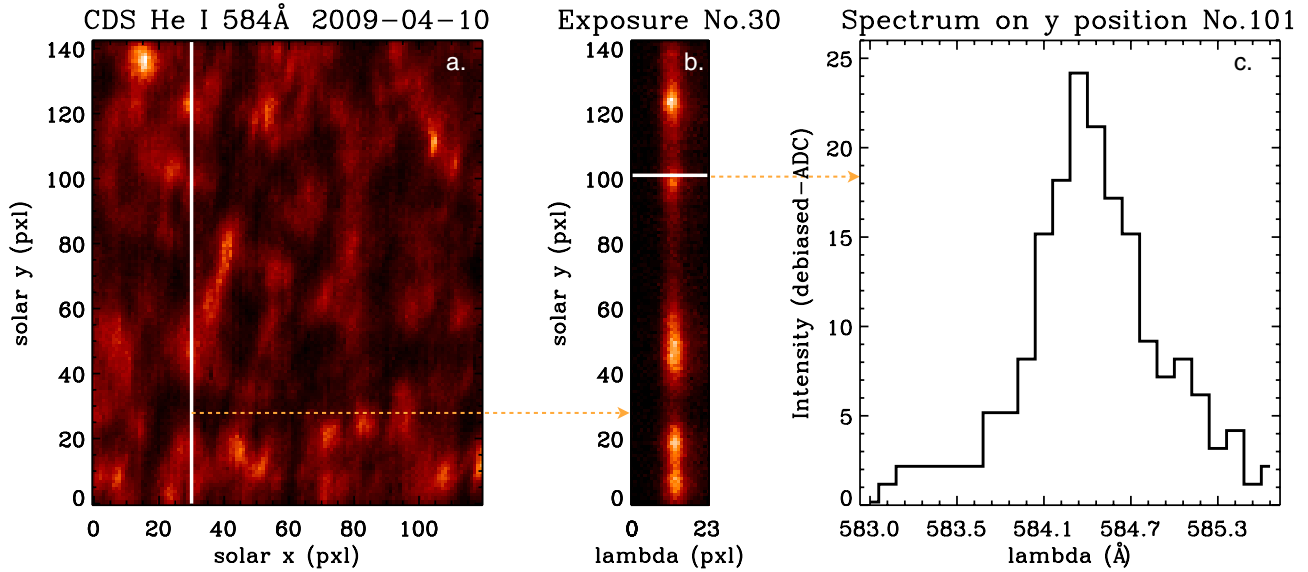 CDS He I 584Å 2009-04-10
a.
140
120
100
80
60
40
20
0
solar y (pxl)
0 20 40 60 80 100
solar x (pxl)
Exposure No.30
b.
140
120
100
80
60
40
20
0
solar y (pxl)
0 23
lambda (pxl)
Spectrum on y position No.101
c.
25
20
15
10
5
0
Intensity (debiased-ADC)
583.0 583.5 584.1 584.7 585.3
lambda (Å)